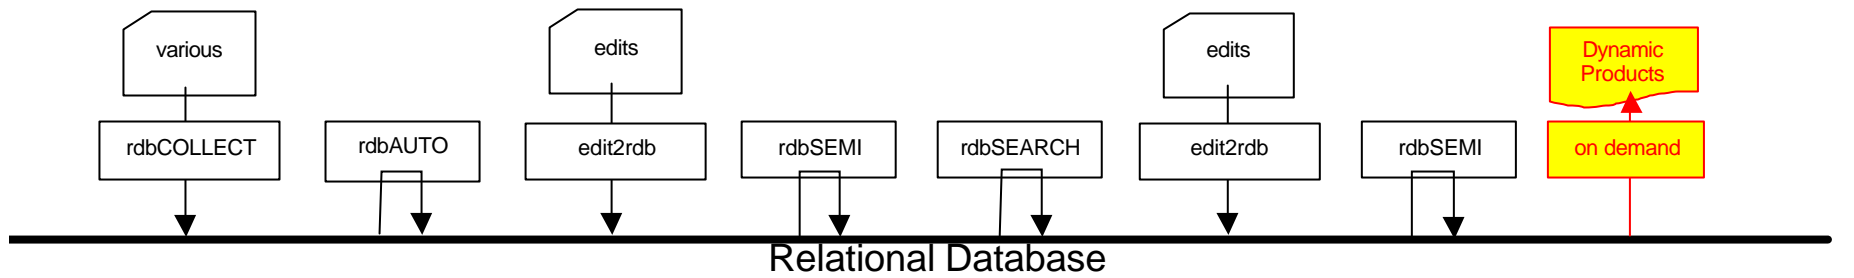 various
edits
edits
Dynamic
Products
rdbCOLLECT
rdbAUTO
edit2rdb
rdbSEMI
rdbSEARCH
edit2rdb
rdbSEMI
on demand
Relational Database